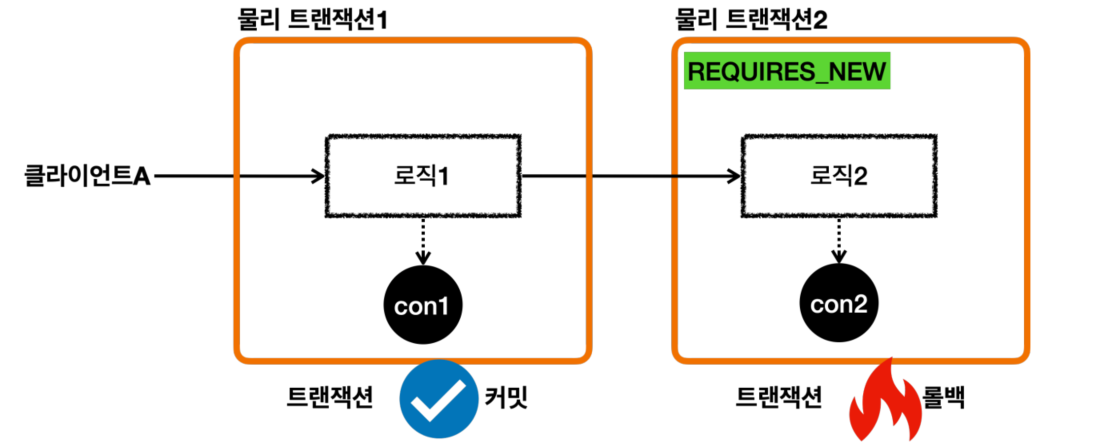 물리 트랜잭션1
물리 트랜잭션2
REQUIRES_NEW
클라이언트A
로직1
로직2
con1
con2
트랜잭션 커밋
트랜잭션 롤백